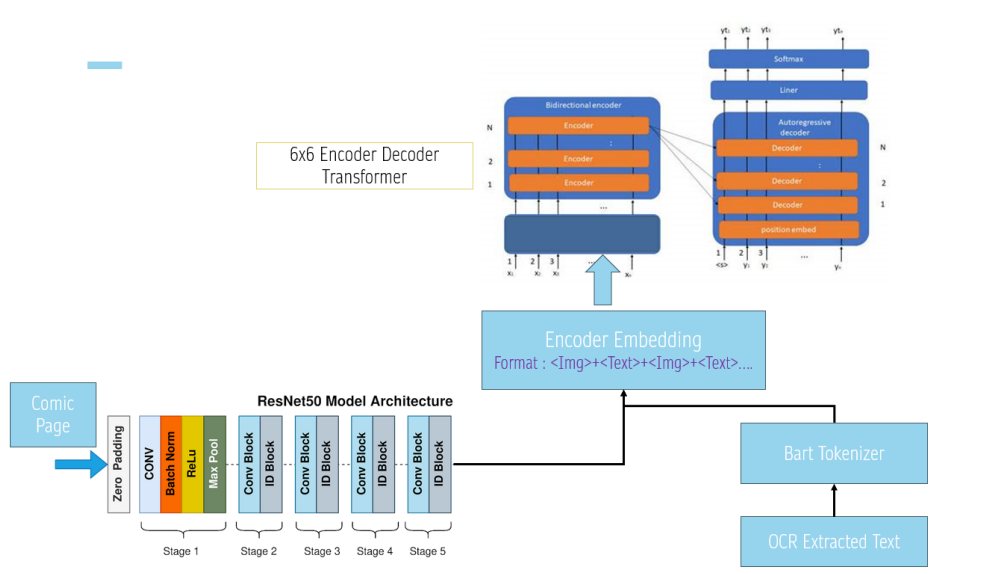 yt₁ yt₂ yt₃ ytₙ
Softmax
Liner
Bidirectional encoder
Autoregressive
decoder
N
Encoder
Decoder
N
:
:
2
Encoder
Decoder
2
1
Encoder
Decoder
1
...
position embed
1 2 3 ...
x₁ x₂ x₃ xₙ
1 2 3 ...
<s> y₁ y₂
6x6 Encoder Decoder
Transformer
Encoder Embedding
Format : <Img>+<Text>+<Img>+<Text>....
Comic
Page
ResNet50 Model Architecture
Zero Padding
CONV
Batch Norm
ReLu
Max Pool
Conv Block
ID Block
Conv Block
ID Block
Conv Block
ID Block
Conv Block
ID Block
Stage 1
Stage 2
Stage 3
Stage 4
Stage 5
Bart Tokenizer
OCR Extracted Text